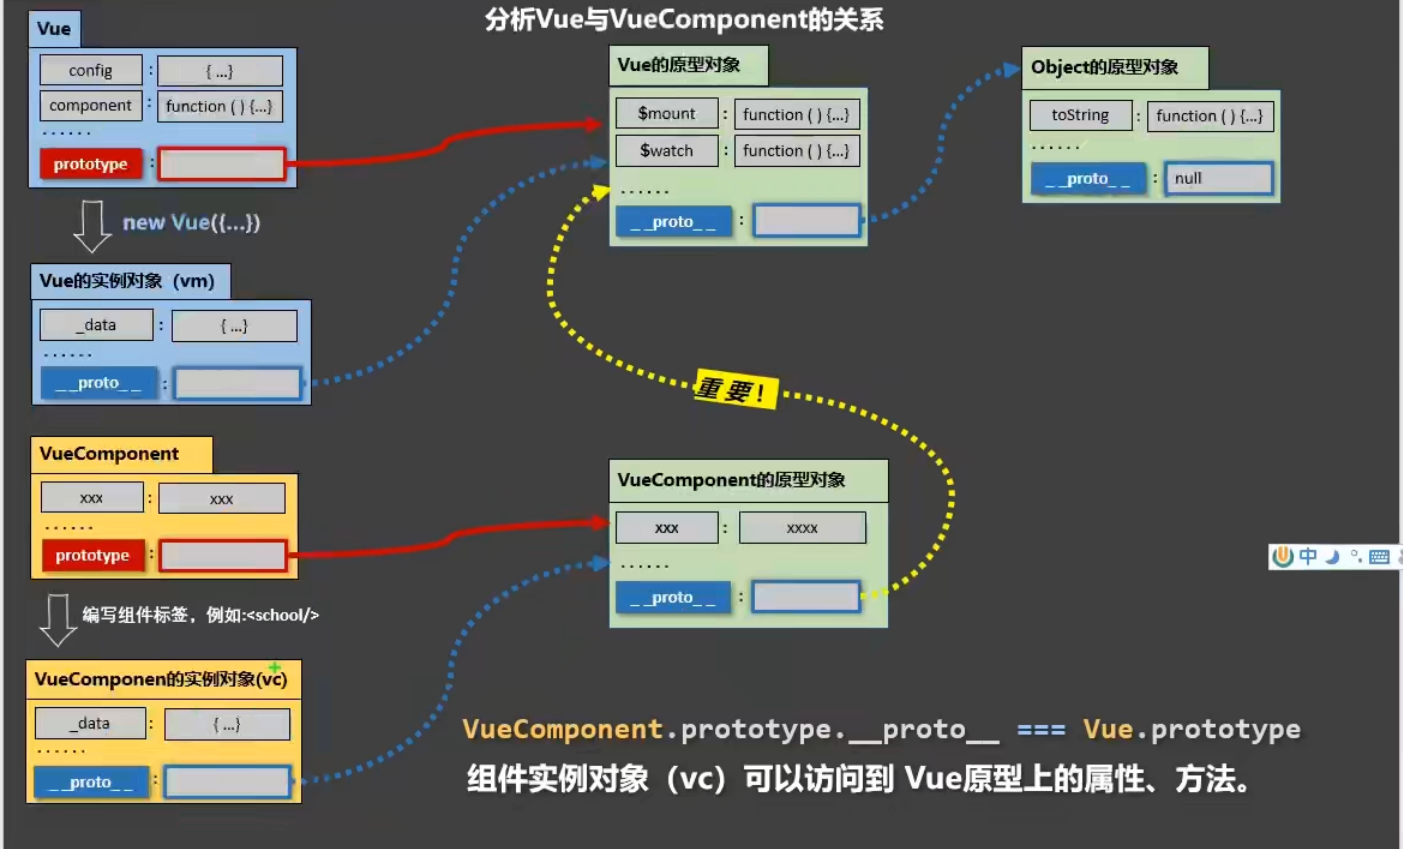 分析Vue与VueComponent的关系
Vue
config : { ...}
component : function ( ) {...}
······
prototype :
new Vue({...})
Vue的实例对象（vm)
_data : { ...}
······
__proto__ :
VueComponent
xxx : xxx
······
prototype :
编写组件标签，例如:<school/>
VueComponen的实例对象(vc)
_data : { ...}
······
__proto__ :
Vue的原型对象
$mount : function ( ) {...}
$watch : function ( ) {...}
······
__proto__ :
Object的原型对象
toString : function ( ) {...}
······
__proto__ : null
重要！
VueComponent的原型对象
xxx : xxxx
······
__proto__ :
中
VueComponent.prototype.__proto__ === Vue.prototype
组件实例对象（vc）可以访问到 Vue原型上的属性、方法。